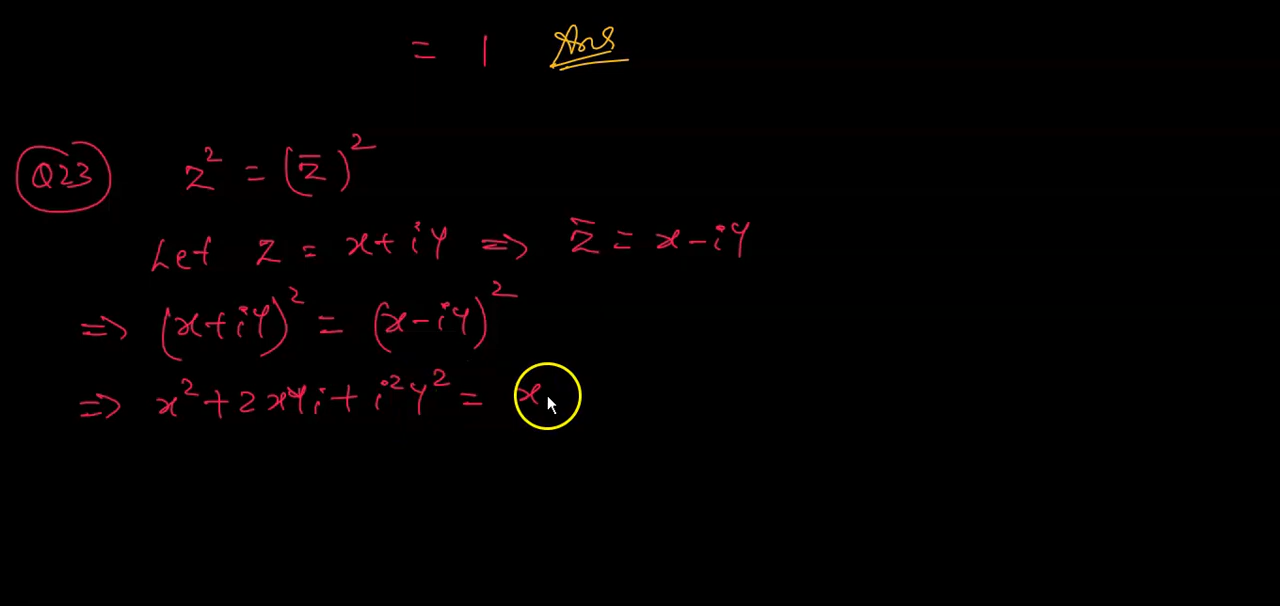 = 1 Ans
Q23 z² = (z̄)²
Let z = x+iy => z̄ = x-iy
=> (x+iy)² = (x-iy)²
=> x²+2xyi+i²y² = x